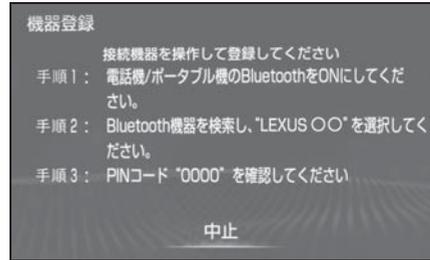 機器登録
接続機器を操作して登録してください
手順1： 電話機/ポータブル機のBluetoothをONにしてくだ
さい。
手順2： Bluetooth機器を検索し、“LEXUS ○○”を選択してく
ださい。
手順3： PINコード “0000” を確認してください
中止